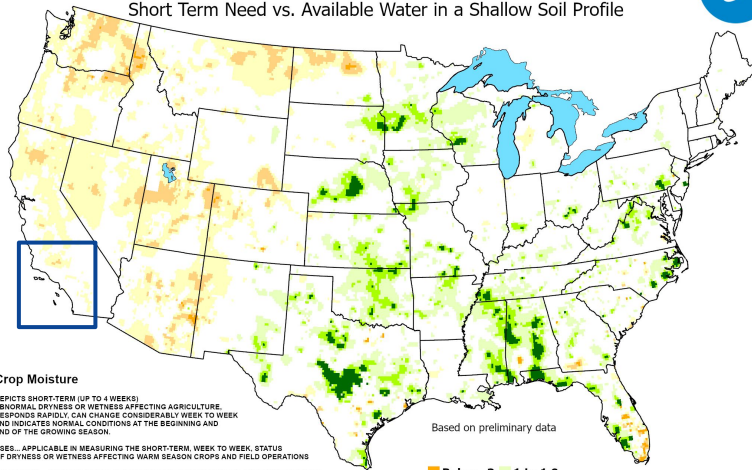 Short Term Need vs. Available Water in a Shallow Soil Profile
Crop Moisture
EPICTS SHORT-TERM (UP TO 4 WEEKS)
BNORMAL DRYNESS OR WETNESS AFFECTING AGRICULTURE,
ESPONDS RAPIDLY, CAN CHANGE CONSIDERABLY WEEK TO WEEK
ND INDICATES NORMAL CONDITIONS AT THE BEGINNING AND
ND OF THE GROWING SEASON.
SES... APPLICABLE IN MEASURING THE SHORT-TERM, WEEK TO WEEK, STATUS
F DRYNESS OR WETNESS AFFECTING WARM SEASON CROPS AND FIELD OPERATIONS
Based on preliminary data